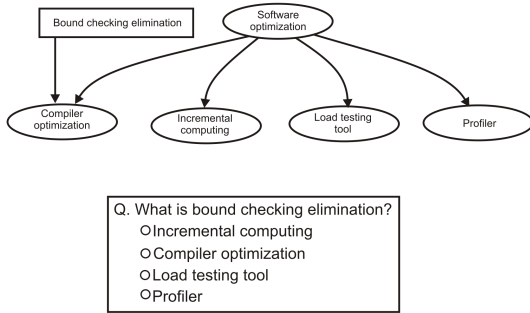 Bound checking elimination
Software
optimization
Compiler
optimization
Incremental
computing
Load testing
tool
Profiler
Q. What is bound checking elimination?
Incremental computing
Compiler optimization
Load testing tool
Profiler